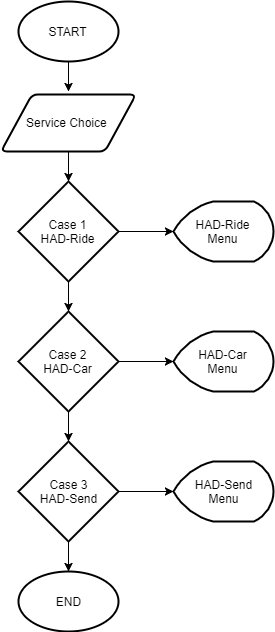 START
Service Choice
Case 1
HAD-Ride
HAD-Ride
Menu
Case 2
HAD-Car
HAD-Car
Menu
Case 3
HAD-Send
HAD-Send
Menu
END